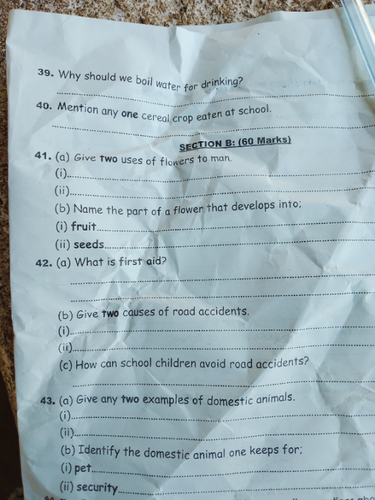 39. Why should we boil water for drinking?
40. Mention any one cereal crop eaten at school.
SECTION B: (60 Marks)
41. (a) Give two uses of flowers to man.
(i)
(ii)
(b) Name the part of a flower that develops into;
(i) fruit
(ii) seeds
42. (a) What is first aid?
(b) Give two causes of road accidents.
(i)
(ii)
(c) How can school children avoid road accidents?
43. (a) Give any two examples of domestic animals.
(i)
(ii)
(b) Identify the domestic animal one keeps for;
(i) pet
(ii) security